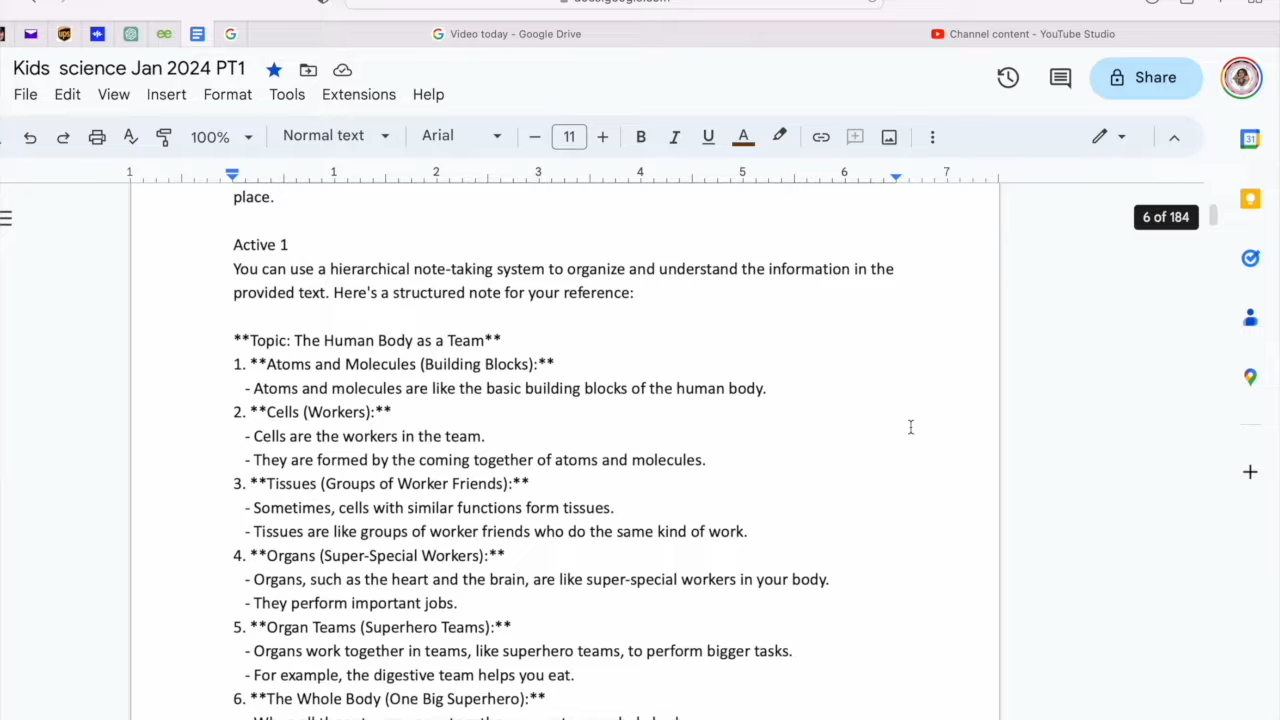 Video today - Google Drive
Channel content - YouTube Studio
Kids science Jan 2024 PT1
Share
File Edit View Insert Format Tools Extensions Help
100% Normal text Arial 11
1 1 2 3 4 5 6 7
6 of 184
place.
Active 1
You can use a hierarchical note-taking system to organize and understand the information in the
provided text. Here's a structured note for your reference:
**Topic: The Human Body as a Team**
1. **Atoms and Molecules (Building Blocks):**
- Atoms and molecules are like the basic building blocks of the human body.
2. **Cells (Workers):**
- Cells are the workers in the team.
- They are formed by the coming together of atoms and molecules.
3. **Tissues (Groups of Worker Friends):**
- Sometimes, cells with similar functions form tissues.
- Tissues are like groups of worker friends who do the same kind of work.
4. **Organs (Super-Special Workers):**
- Organs, such as the heart and the brain, are like super-special workers in your body.
- They perform important jobs.
5. **Organ Teams (Superhero Teams):**
- Organs work together in teams, like superhero teams, to perform bigger tasks.
- For example, the digestive team helps you eat.
6. **The Whole Body (One Big Superhero):**